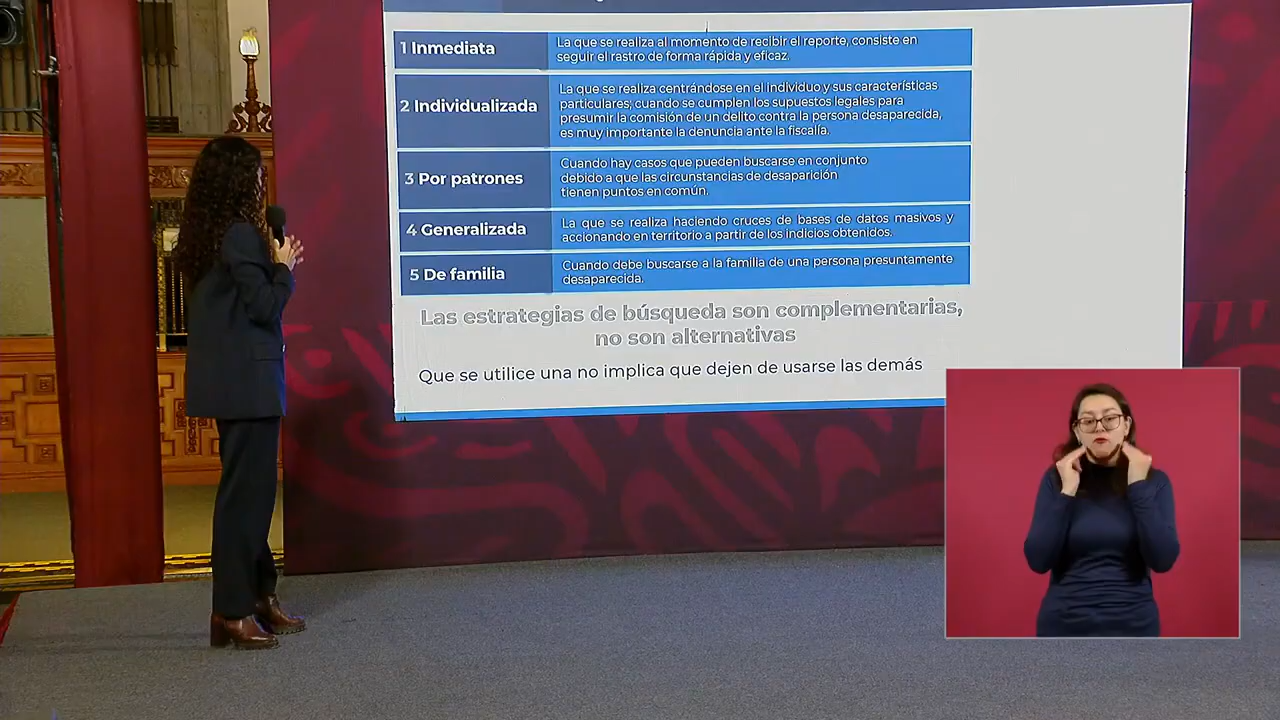 1 Inmediata
La que se realiza al momento de recibir el reporte, consiste en
seguir el rastro de forma rápida y eficaz.
2 Individualizada
La que se realiza centrándose en el individuo y sus características
particulares; cuando se cumplen los supuestos legales para
presumir la comisión de un delito contra la persona desaparecida,
es muy importante la denuncia ante la fiscalía.
3 Por patrones
Cuando hay casos que pueden buscarse en conjunto
debido a que las circunstancias de desaparición
tienen puntos en común.
4 Generalizada
La que se realiza haciendo cruces de bases de datos masivos y
accionando en territorio a partir de los indicios obtenidos.
5 De familia
Cuando debe buscarse a la familia de una persona presuntamente
desaparecida.
Las estrategias de búsqueda son complementarias,
no son alternativas
Que se utilice una no implica que dejen de usarse las demás